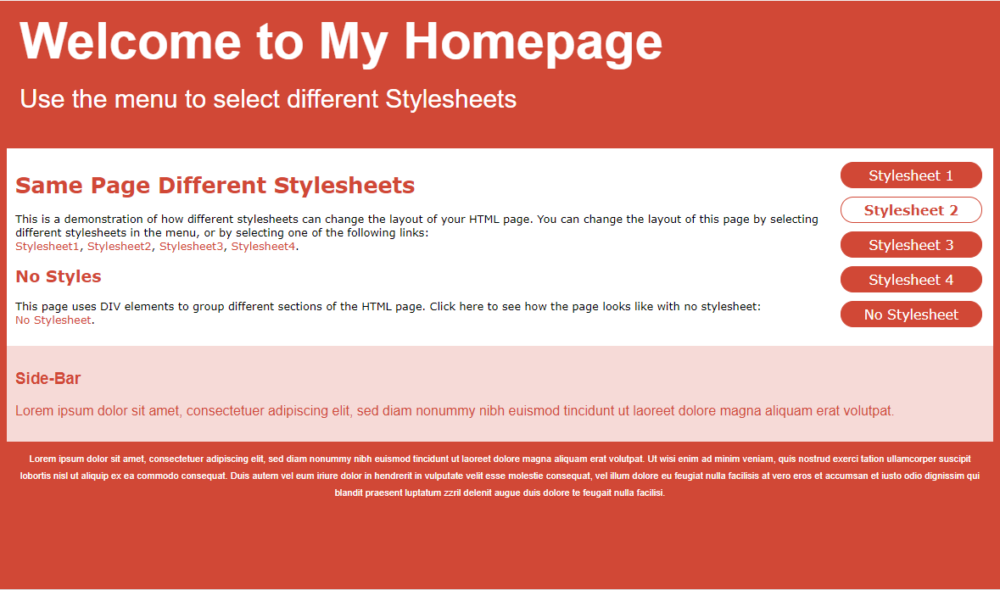 Welcome to My Homepage
Use the menu to select different Stylesheets
Same Page Different Stylesheets
This is a demonstration of how different stylesheets can change the layout of your HTML page. You can change the layout of this page by selecting
different stylesheets in the menu, or by selecting one of the following links:
Stylesheet1, Stylesheet2, Stylesheet3, Stylesheet4.
No Styles
This page uses DIV elements to group different sections of the HTML page. Click here to see how the page looks like with no stylesheet:
No Stylesheet.
Stylesheet 1
Stylesheet 2
Stylesheet 3
Stylesheet 4
No Stylesheet
Side-Bar
Lorem ipsum dolor sit amet, consectetuer adipiscing elit, sed diam nonummy nibh euismod tincidunt ut laoreet dolore magna aliquam erat volutpat.
Lorem ipsum dolor sit amet, consectetuer adipiscing elit, sed diam nonummy nibh euismod tincidunt ut laoreet dolore magna aliquam erat volutpat. Ut wisi enim ad minim veniam, quis nostrud exerci tation ullamcorper suscipit
lobortis nisl ut aliquip ex ea commodo consequat. Duis autem vel eum iriure dolor in hendrerit in vulputate velit esse molestie consequat, vel illum dolore eu feugiat nulla facilisis at vero eros et accumsan et iusto odio dignissim qui
blandit praesent luptatum zzril delenit augue duis dolore te feugait nulla facilisi.